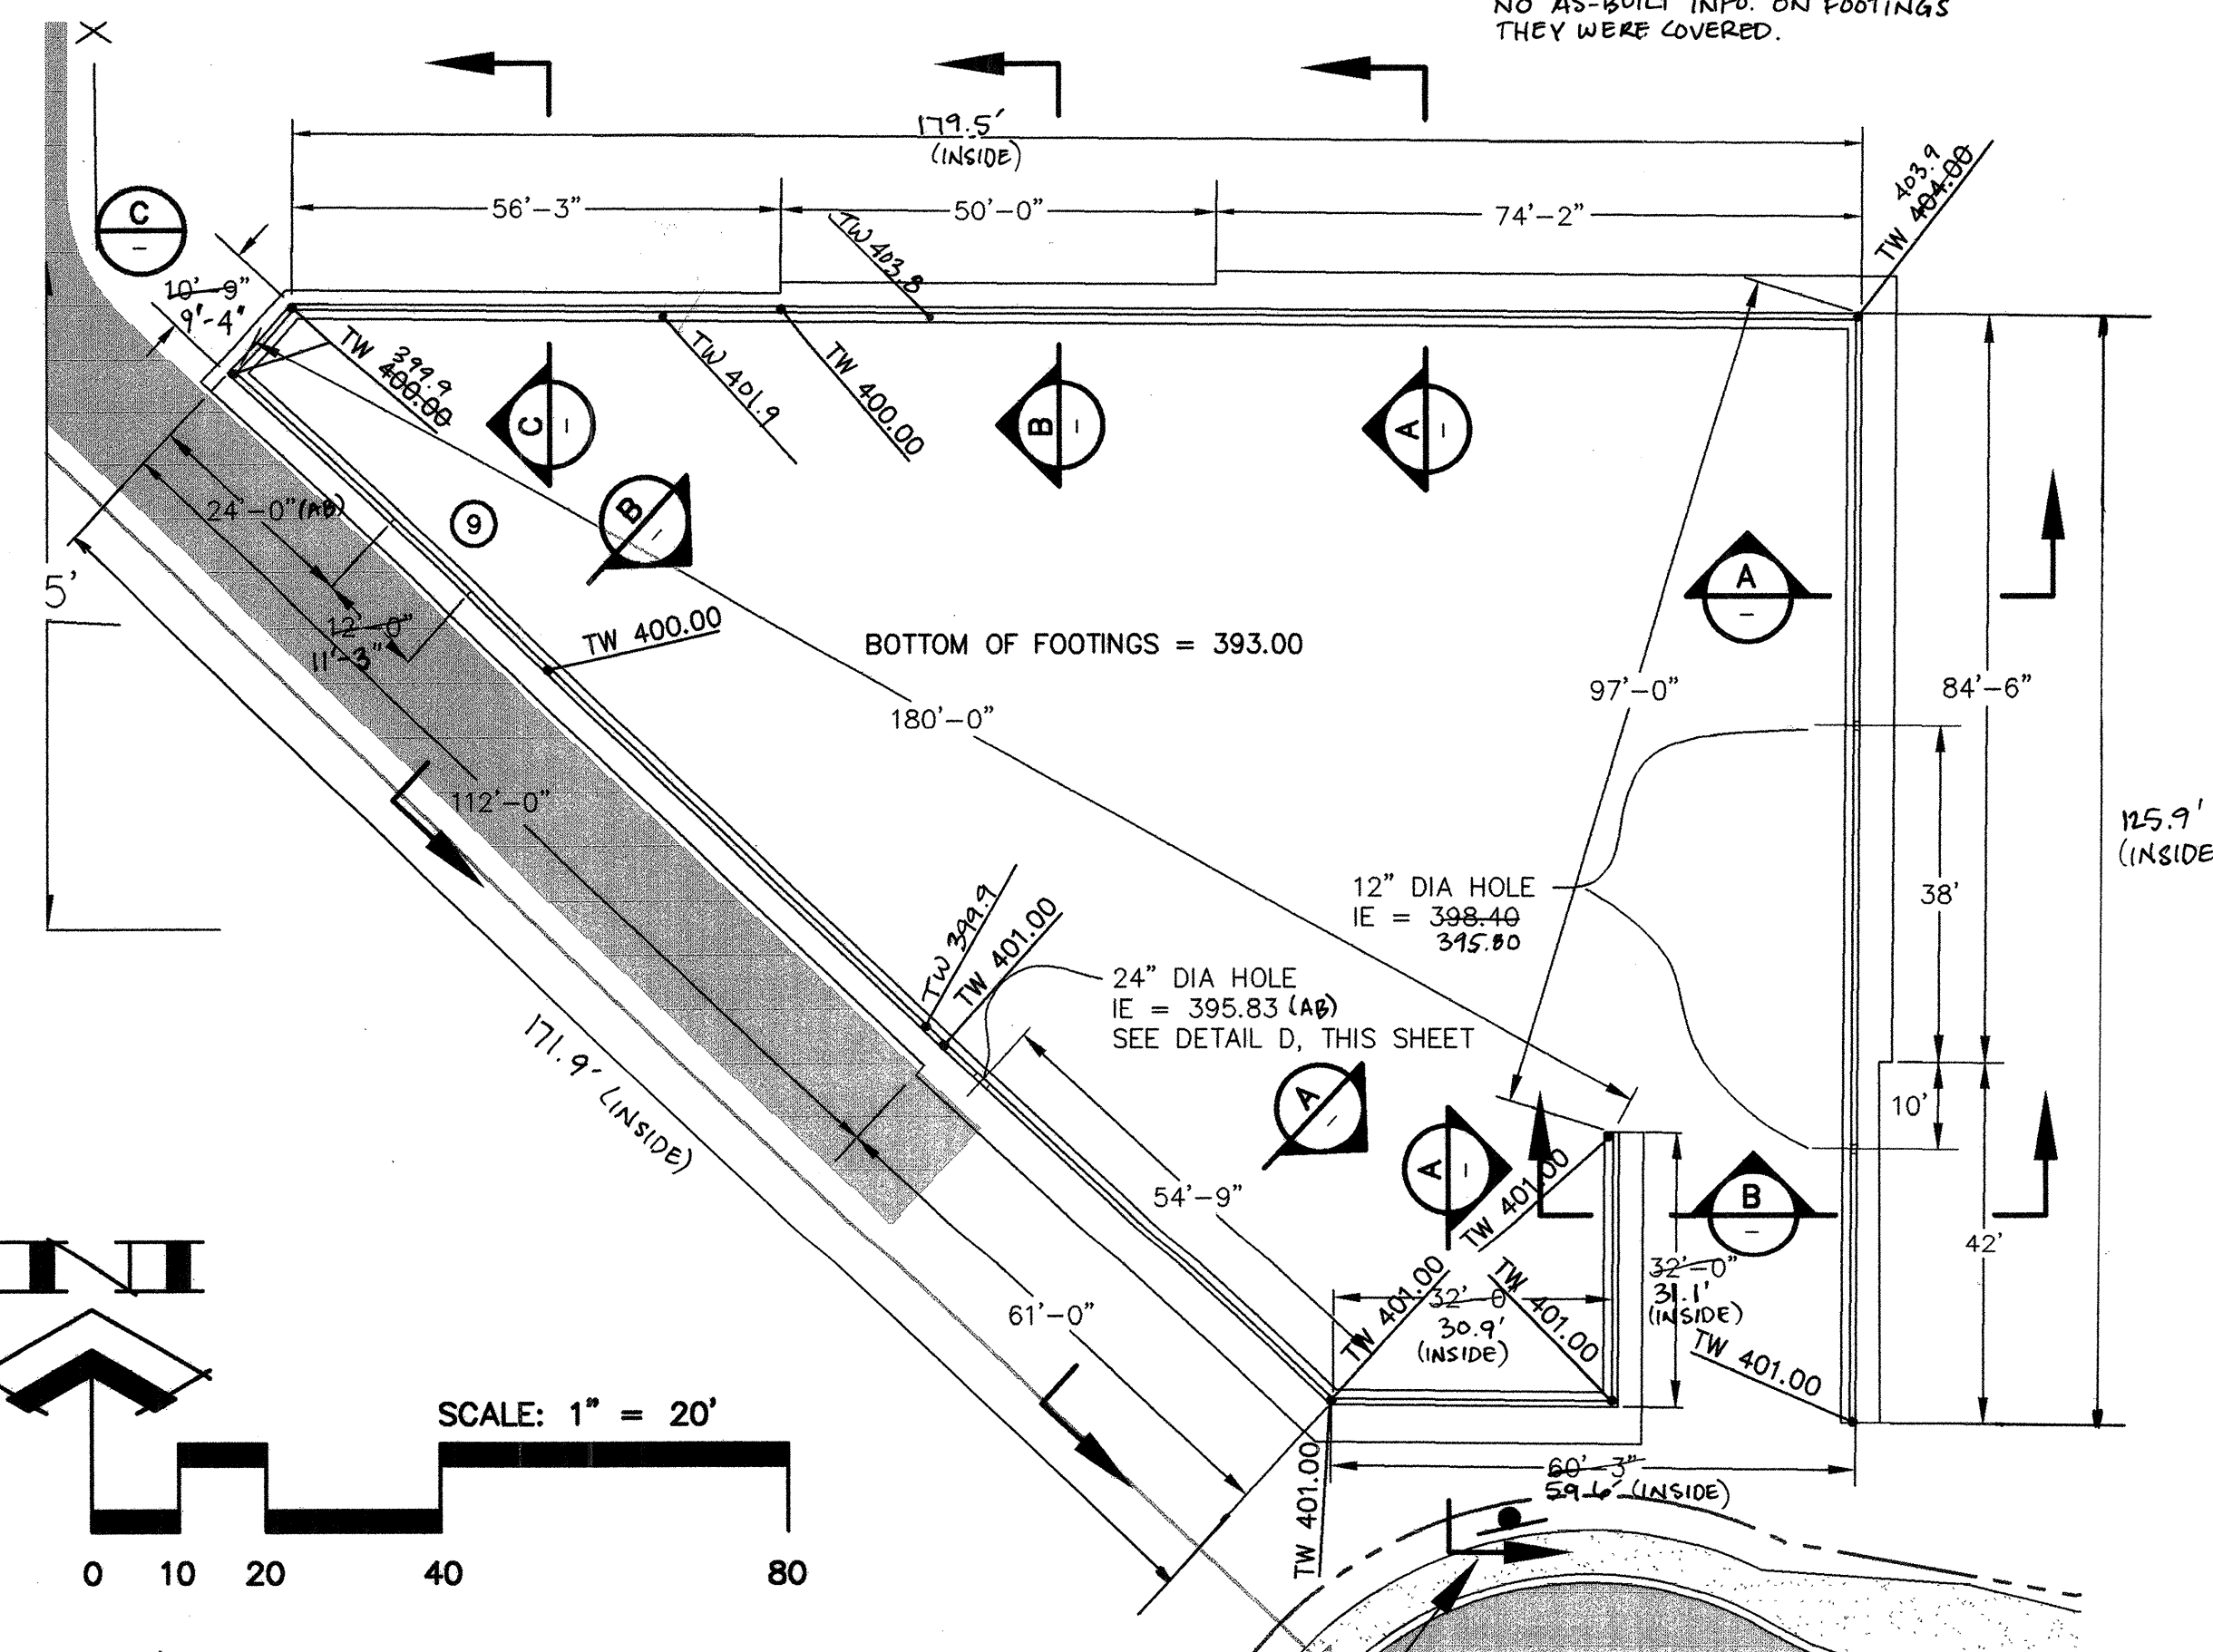 NO AS-BUILT INFO. ON FOOTINGS
THEY WERE COVERED.
X
179.5'
(INSIDE)
56'-3"
50'-0"
74'-2"
403.9
TW 404.00
C
–
10'-9"
9'-4"
TW 403.8
399.9
TW 400.00
TW 401.9
TW 400.00
C
–
B
–
A
–
24'-0"(AB)
9
B
–
A
–
5'
12'-0"
11'-3"
TW 400.00
BOTTOM OF FOOTINGS = 393.00
97'-0"
84'-6"
180'-0"
112'-0"
125.9'
(INSIDE
12" DIA HOLE
IE = 398.40
395.80
38'
TW 399.9
TW 401.00
24" DIA HOLE
IE = 395.83 (AB)
SEE DETAIL D, THIS SHEET
171.9' (INSIDE)
A
–
A
–
10'
TW 401.00
54'-9"
B
–
42'
32'-0"
31.1'
(INSIDE)
61'-0"
TW 401.00
32'-0"
30.9'
(INSIDE)
TW 401.00
TW 401.00
N
SCALE: 1" = 20'
TW 401.00
60'-3"
59.6' (INSIDE)
0 10 20 40 80